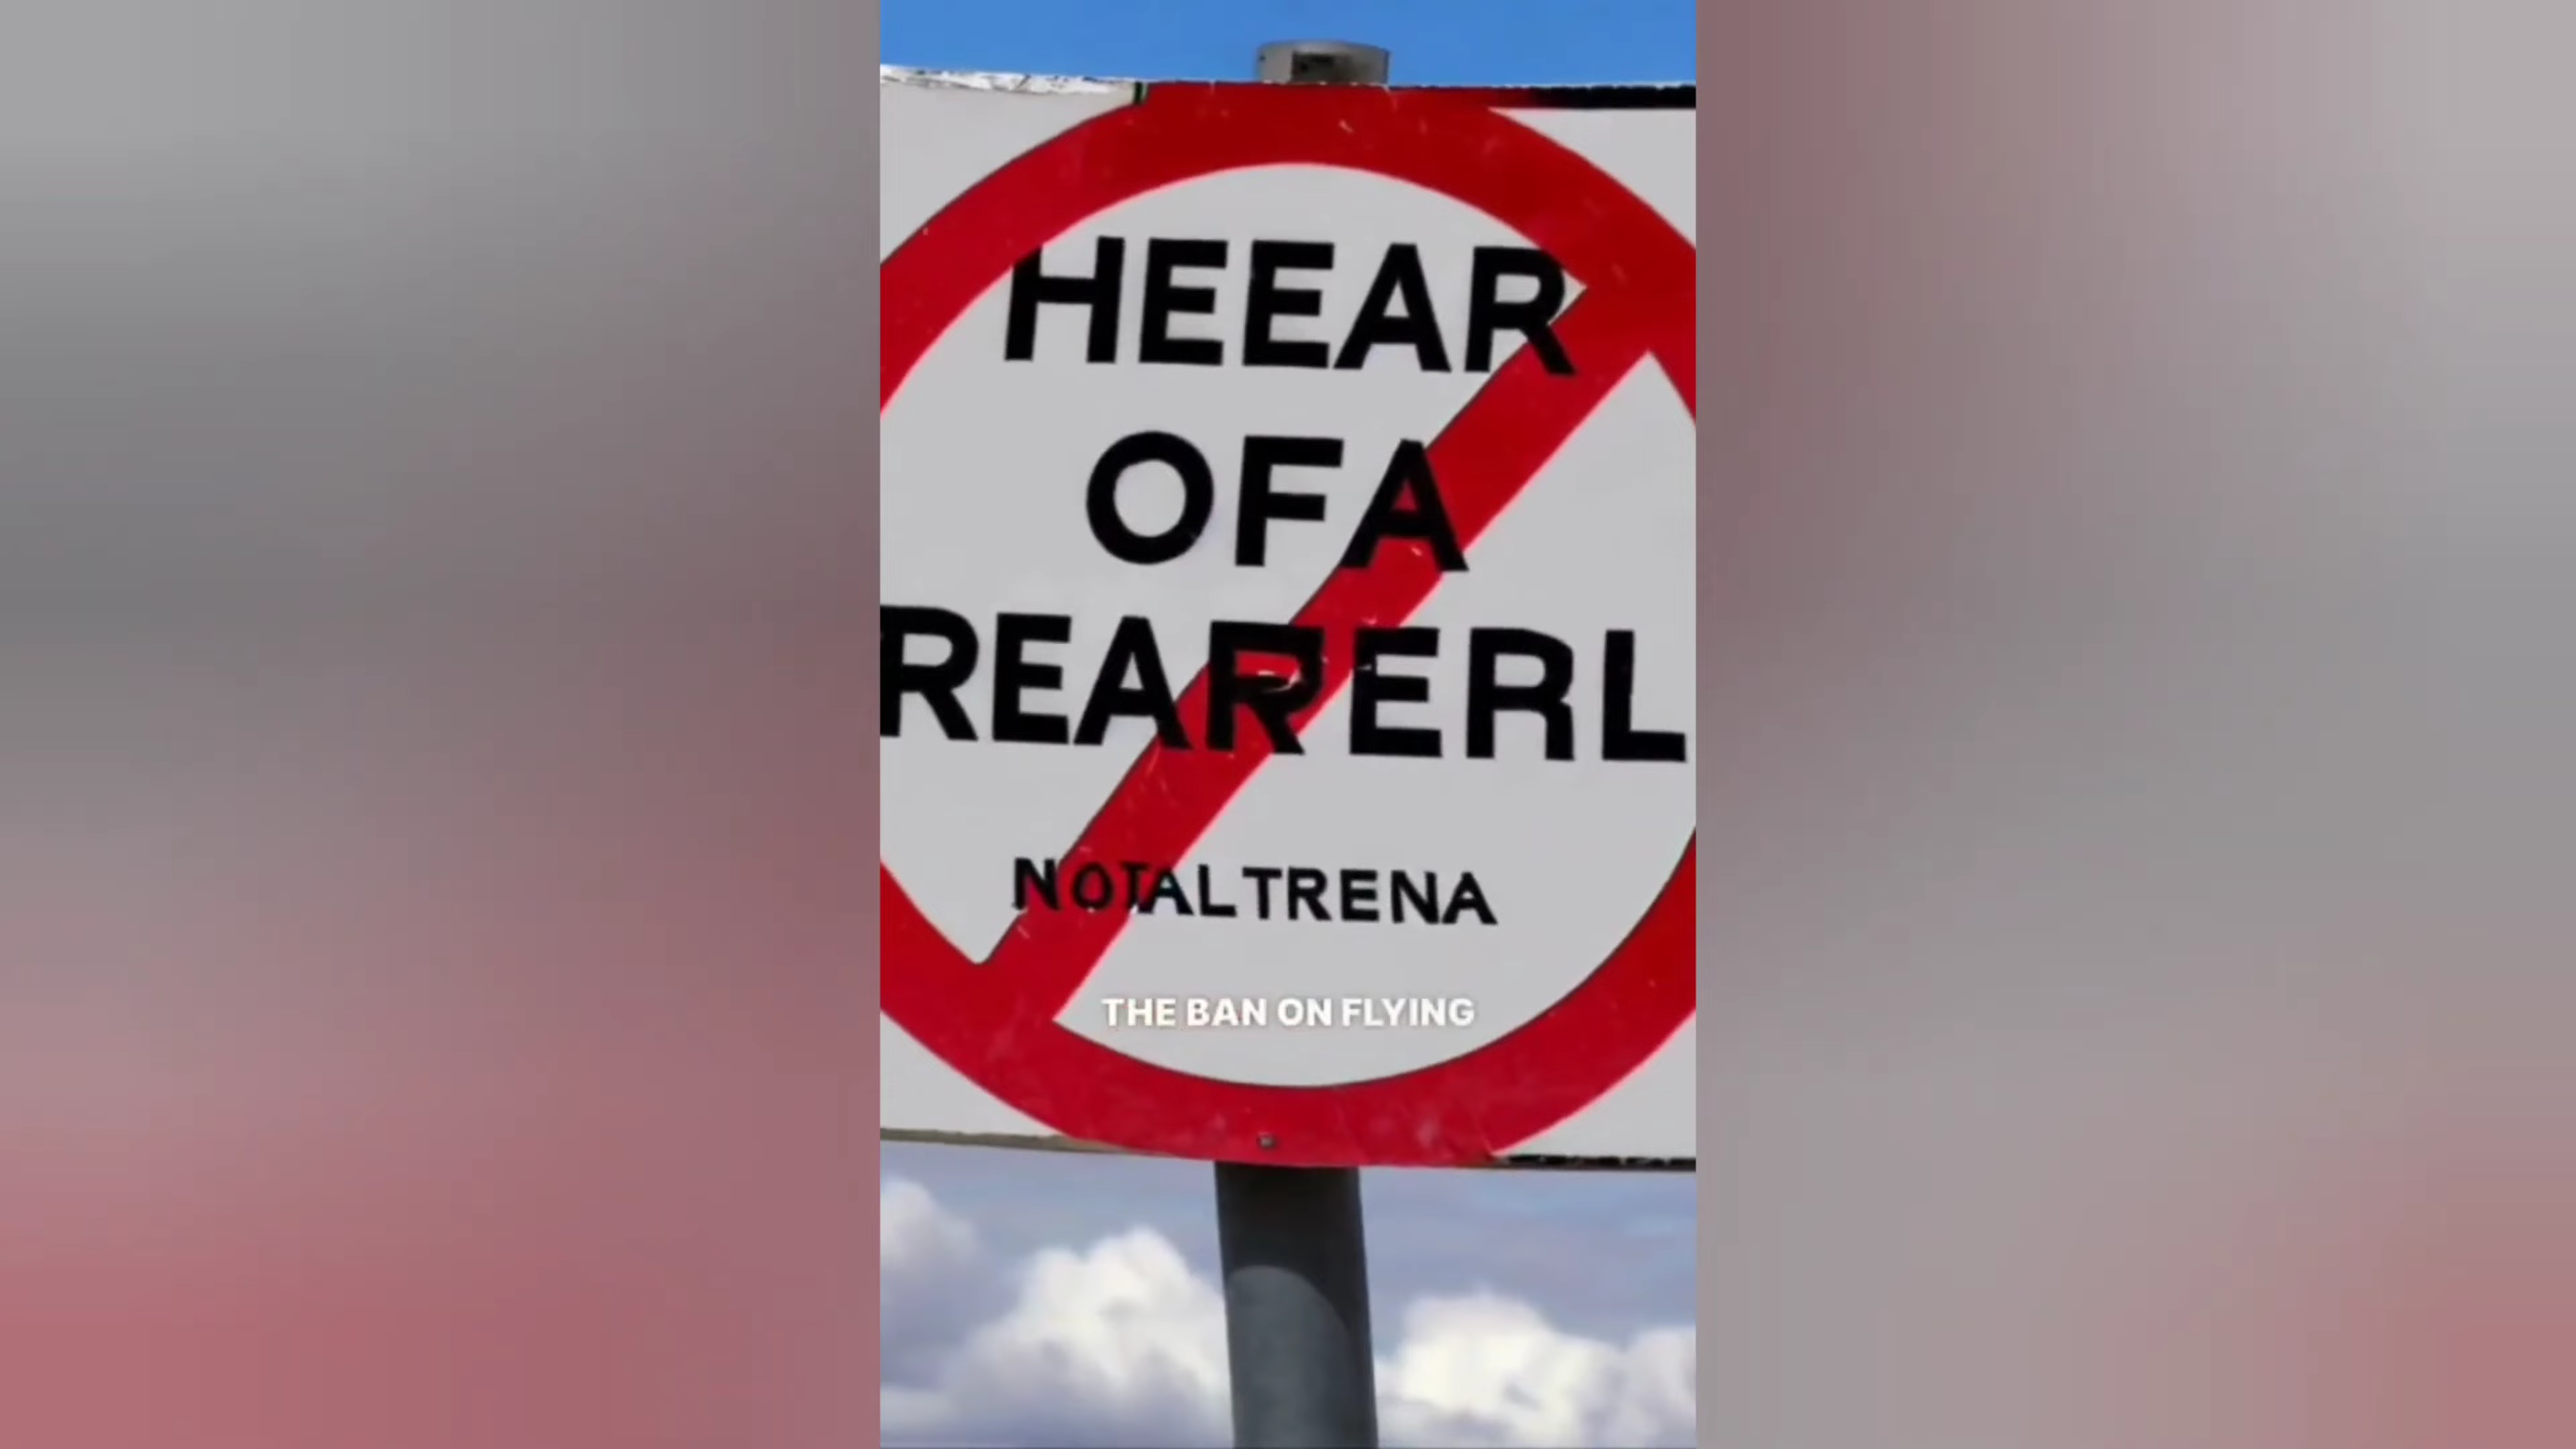 HEEAR
OFA
REARERL
NOTALTRENA
THE BAN ON FLYING